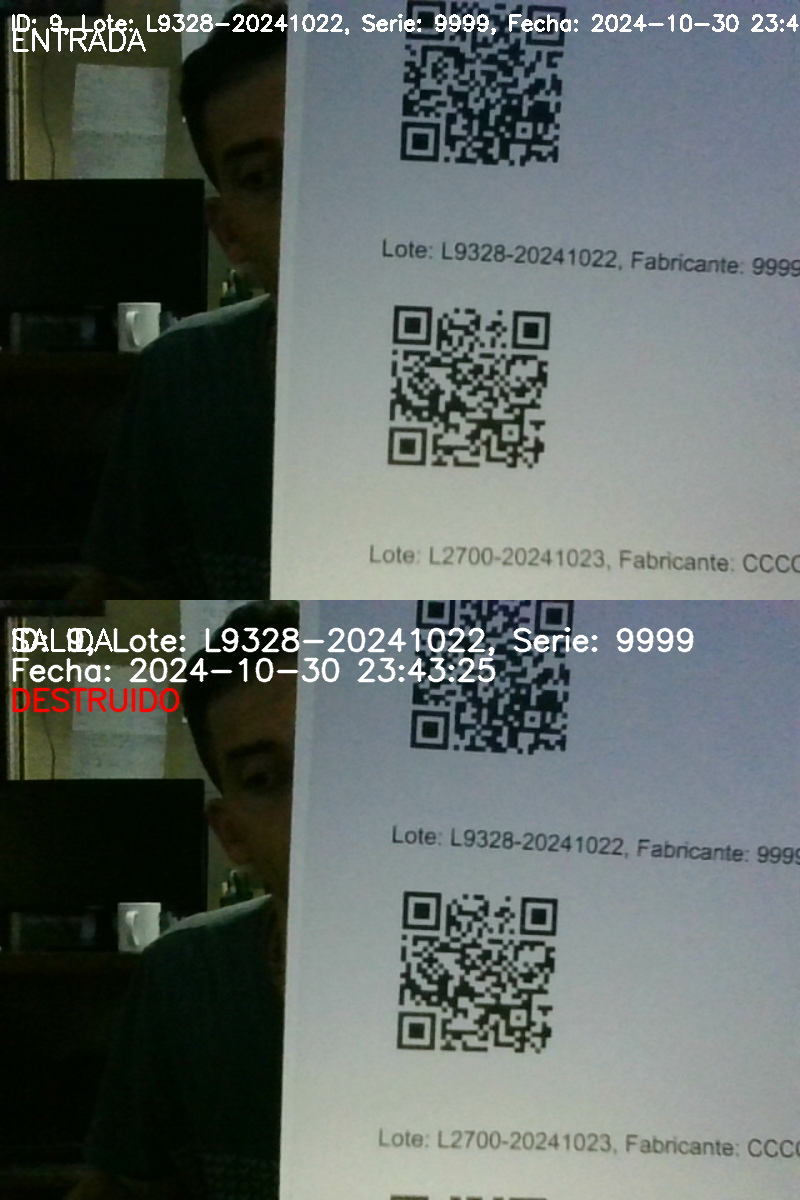 ID: 9, Lote: L9328-20241022, Serie: 9999, Fecha: 2024-10-30 23:4
ENTRADA
Lote: L9328-20241022, Fabricante: 9999
Lote: L2700-20241023, Fabricante: CCCC
SALIDA
ID: 9, Lote: L9328-20241022, Serie: 9999
Fecha: 2024-10-30 23:43:25
DESTRUIDO
Lote: L9328-20241022, Fabricante: 9999
Lote: L2700-20241023, Fabricante: CCCC